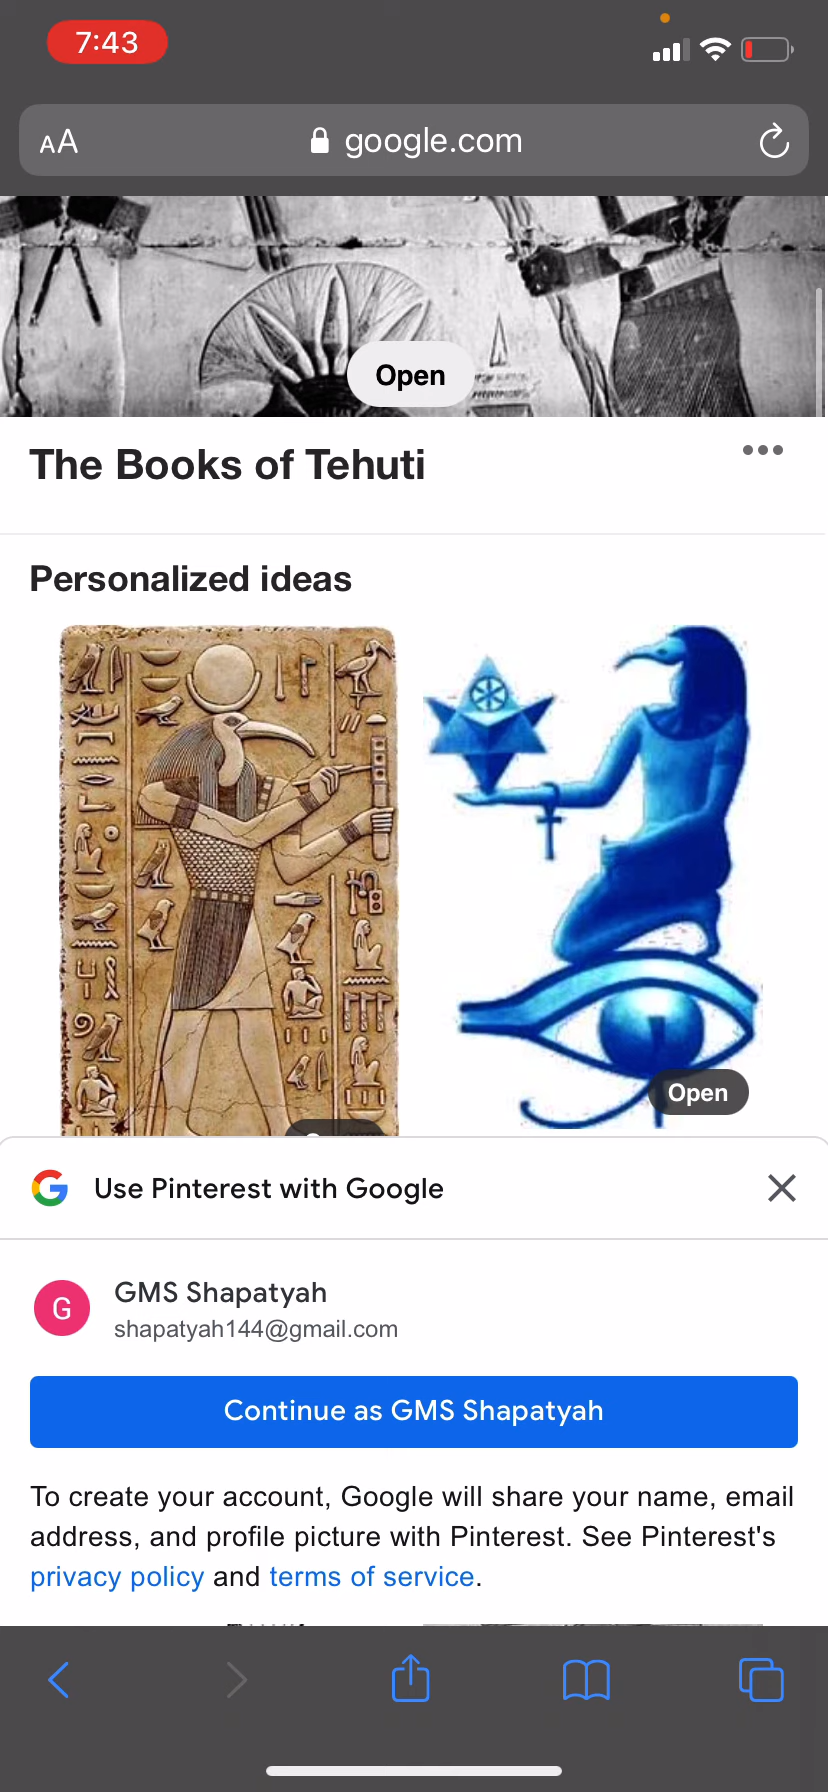 7:43
AA google.com
Open
The Books of Tehuti
Personalized ideas
Open
Use Pinterest with Google
G
GMS Shapatyah
shapatyah144@gmail.com
Continue as GMS Shapatyah
To create your account, Google will share your name, email
address, and profile picture with Pinterest. See Pinterest's
privacy policy and terms of service.